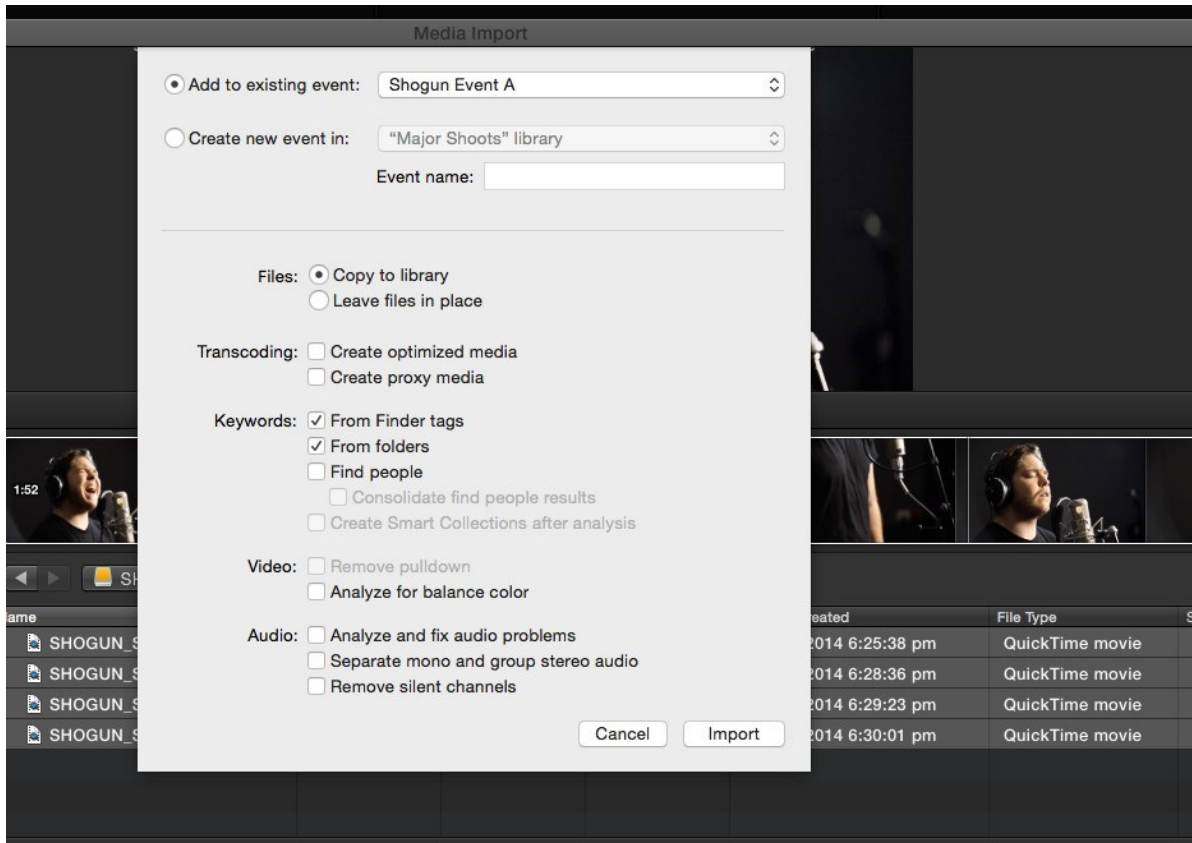 Media Import
Add to existing event: Shogun Event A
Create new event in: “Major Shoots” library
Event name:
Files: Copy to library
Leave files in place
Transcoding: Create optimized media
Create proxy media
Keywords: From Finder tags
From folders
Find people
Consolidate find people results
Create Smart Collections after analysis
Video: Remove pulldown
Analyze for balance color
Audio: Analyze and fix audio problems
Separate mono and group stereo audio
Remove silent channels
Cancel Import
1:52
SH
ame eated File Type S
SHOGUN_S 2014 6:25:38 pm QuickTime movie
SHOGUN_S 2014 6:28:36 pm QuickTime movie
SHOGUN_S 2014 6:29:23 pm QuickTime movie
SHOGUN_S 2014 6:30:01 pm QuickTime movie